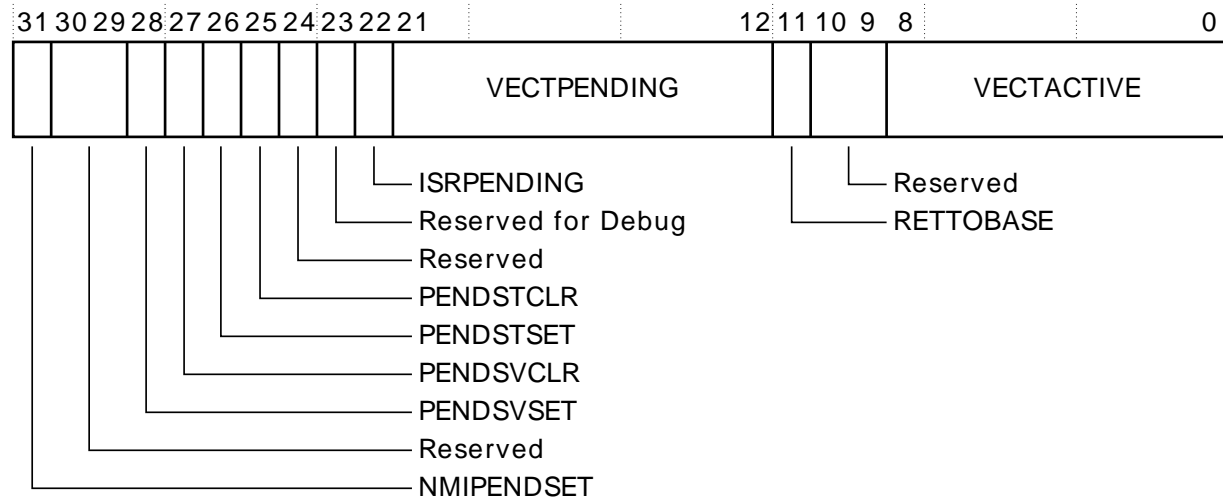 31 30 29 28 27 26 25 24 23 22 21 12 11 10 9 8 0
VECTPENDING VECTACTIVE
ISRPENDING Reserved
Reserved for Debug RETTOBASE
Reserved
PENDSTCLR
PENDSTSET
PENDSVCLR
PENDSVSET
Reserved
NMIPENDSET